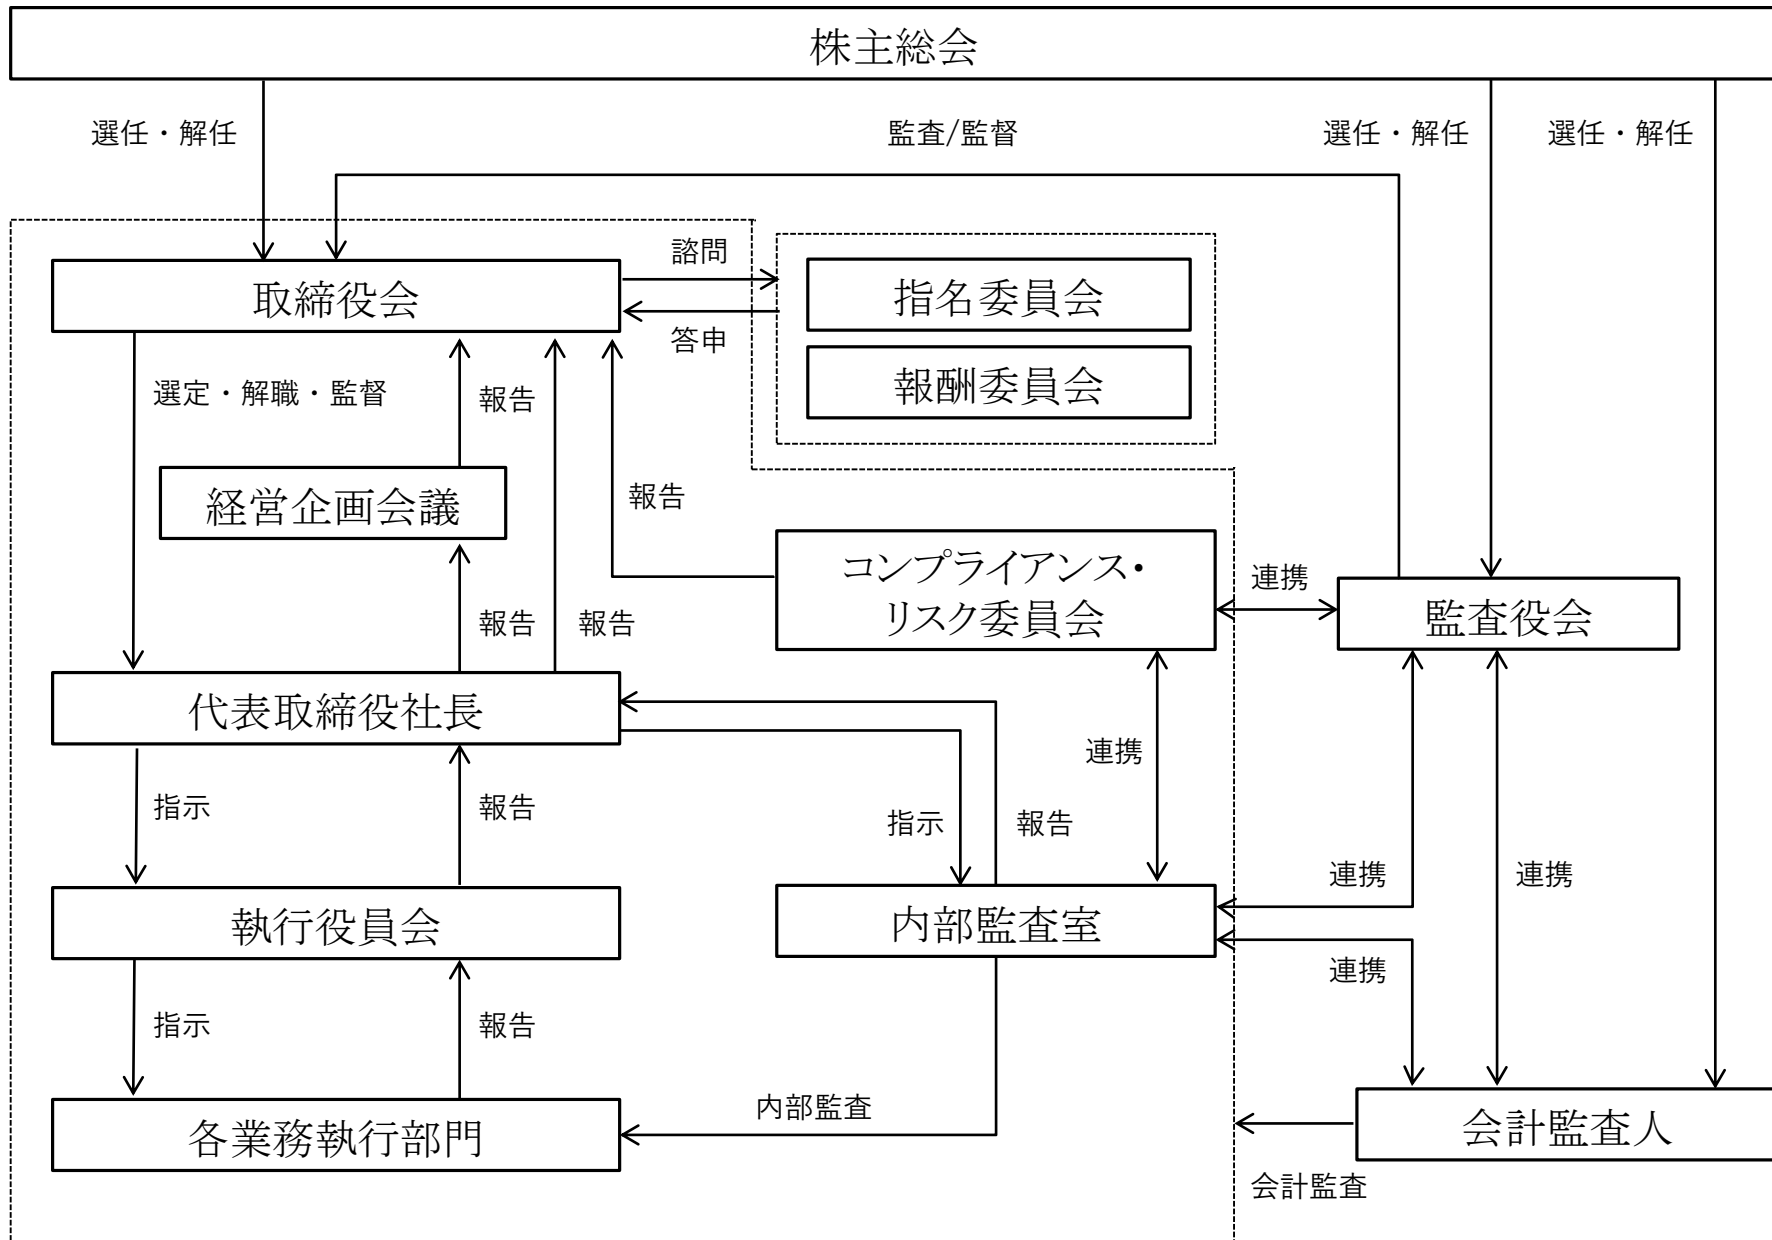 株主総会
選任・解任
監査/監督
選任・解任
選任・解任
諮問
取締役会
指名委員会
答申
報酬委員会
選定・解職・監督
報告
経営企画会議
報告
コンプライアンス・
リスク委員会
連携
監査役会
報告
報告
代表取締役社長
連携
指示
報告
指示
報告
連携
連携
執行役員会
内部監査室
連携
指示
報告
内部監査
各業務執行部門
会計監査人
会計監査